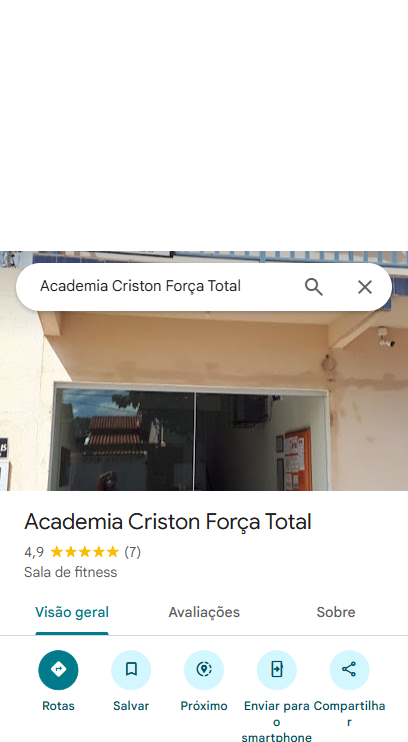 Academia Criston Força Total
Academia Criston Força Total
4,9 ★★★★★ (7)
Sala de fitness
Visão geral
Avaliações
Sobre
Rotas
Salvar
Próximo
Enviar para o smartphone
Compartilhar